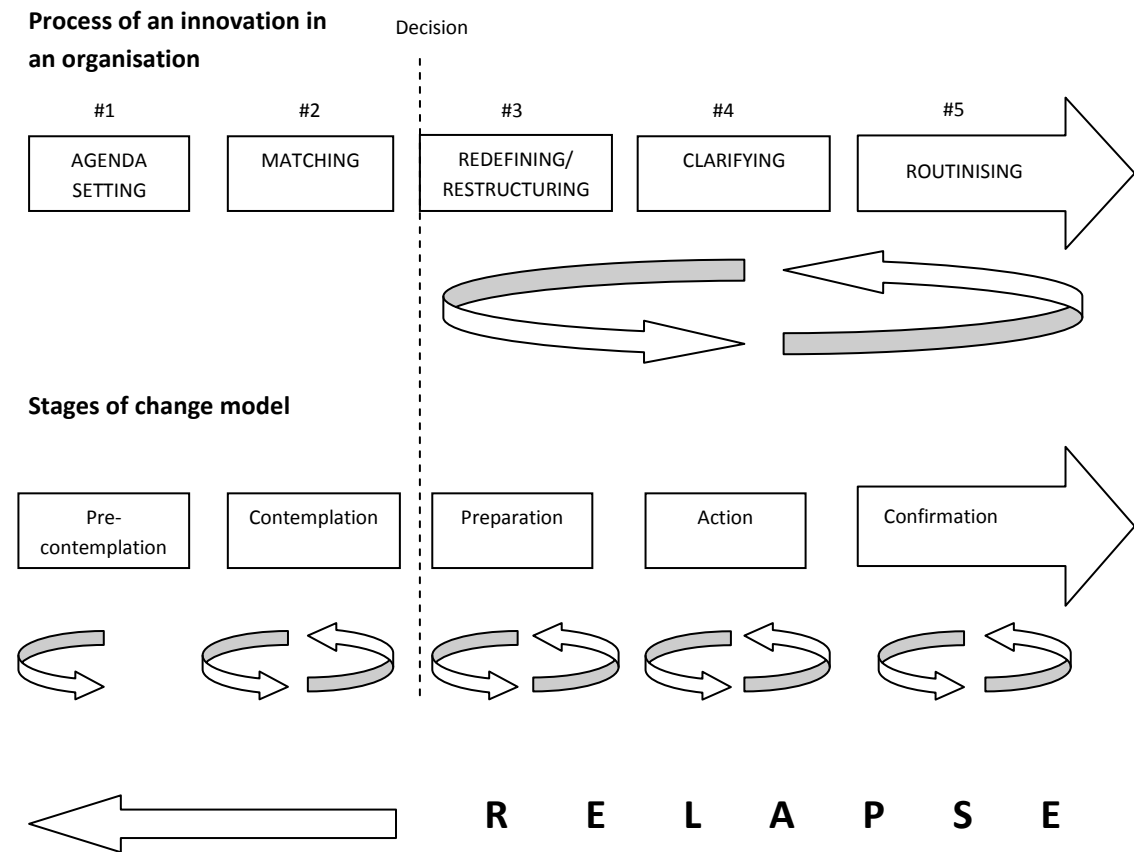 Process of an innovation in
an organisation
Decision
#1
#2
#3
#4
#5
AGENDA
SETTING
MATCHING
REDEFINING/
RESTRUCTURING
CLARIFYING
ROUTINISING
Stages of change model
Pre-
contemplation
Contemplation
Preparation
Action
Confirmation
R E L A P S E